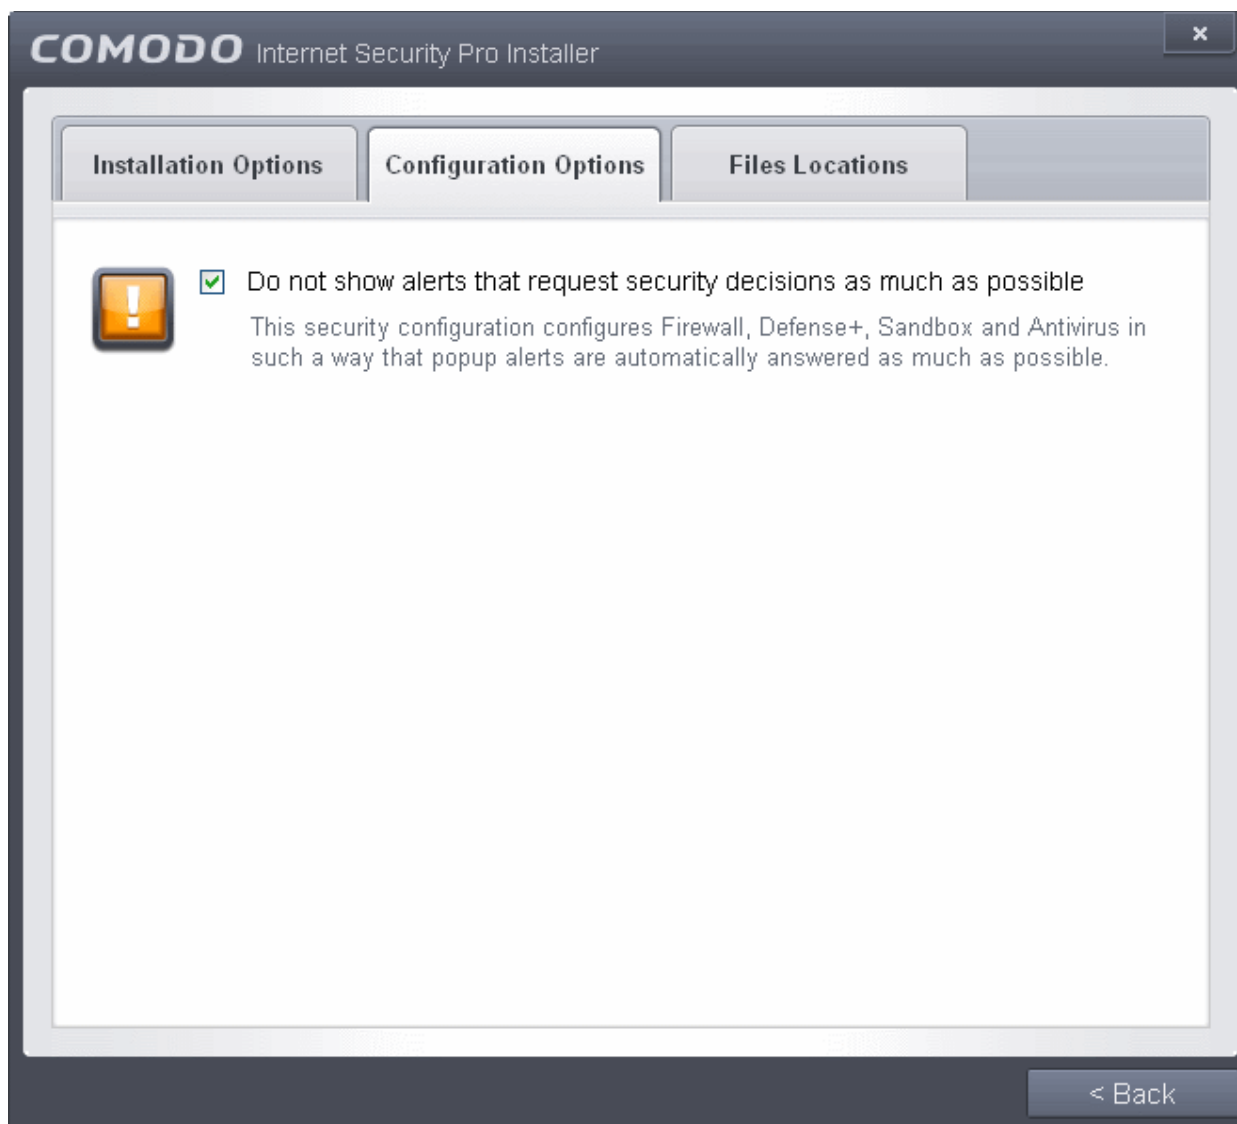 COMODO Internet Security Pro Installer
Installation Options
Configuration Options
Files Locations
Do not show alerts that request security decisions as much as possible
This security configuration configures Firewall, Defense+, Sandbox and Antivirus in
such a way that popup alerts are automatically answered as much as possible.
< Back